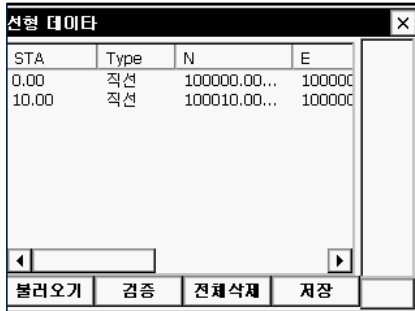 선형 데이타
STA Type N E
0.00 직선 100000.00... 100000
10.00 직선 100010.00... 100000
불러오기 검증 전체삭제 저장